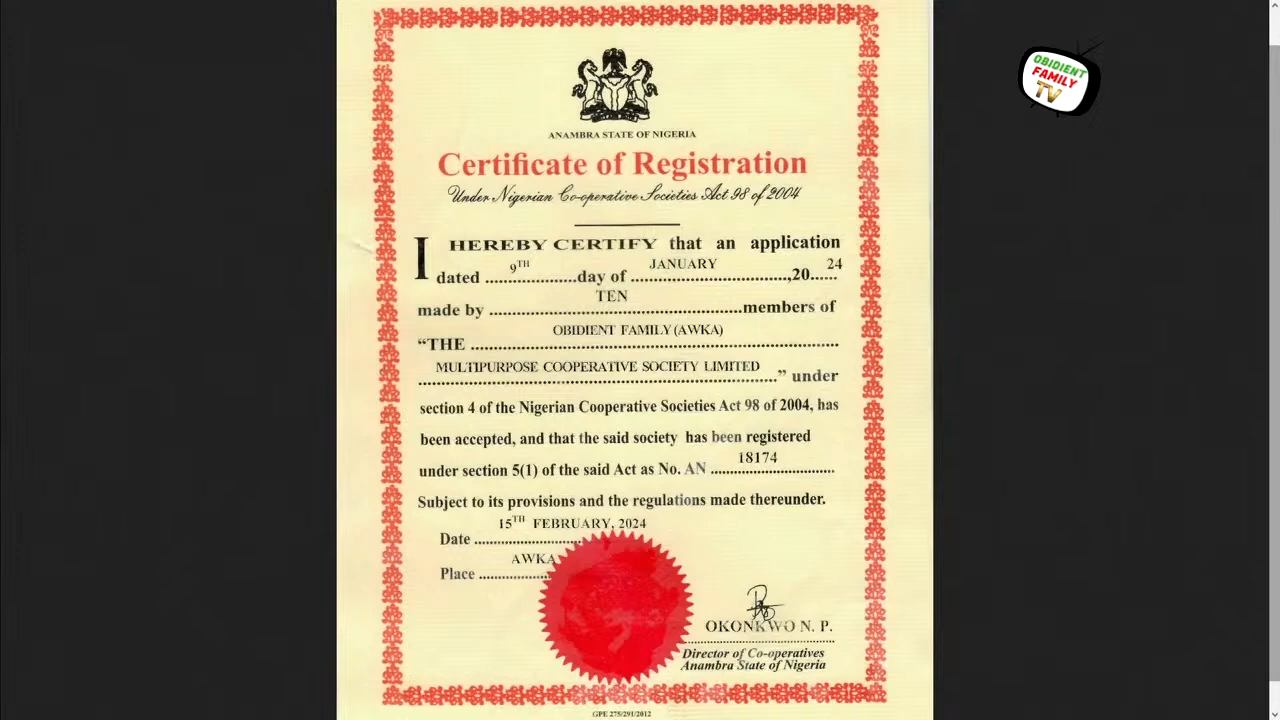 OBIDIENT
FAMILY
TV
ANAMBRA STATE OF NIGERIA
Certificate of Registration
Under Nigerian Co-operative Societies Act 98 of 2004
I HEREBY CERTIFY that an application
dated 9TH day of JANUARY ,20 24
made by TEN members of
“THE OBIDIENT FAMILY (AWKA)
MULTIPURPOSE COOPERATIVE SOCIETY LIMITED ” under
section 4 of the Nigerian Cooperative Societies Act 98 of 2004, has
been accepted, and that the said society has been registered
under section 5(1) of the said Act as No. AN 18174
Subject to its provisions and the regulations made thereunder.
Date 15TH FEBRUARY, 2024
Place AWKA
OKONKWO N. P.
Director of Co-operatives
Anambra State of Nigeria
GPE 275/291/2012